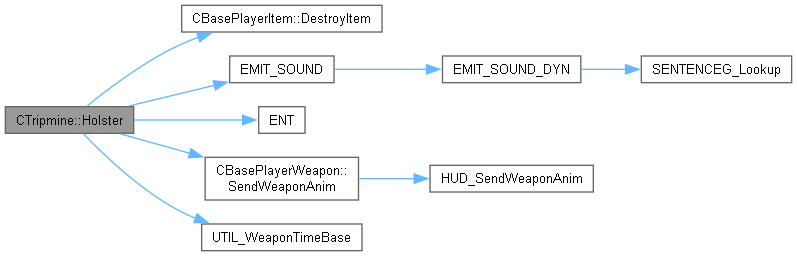 CBasePlayerItem::DestroyItem
EMIT_SOUND
EMIT_SOUND_DYN
SENTENCEG_Lookup
CTripmine::Holster
ENT
CBasePlayerWeapon::
SendWeaponAnim
HUD_SendWeaponAnim
UTIL_WeaponTimeBase